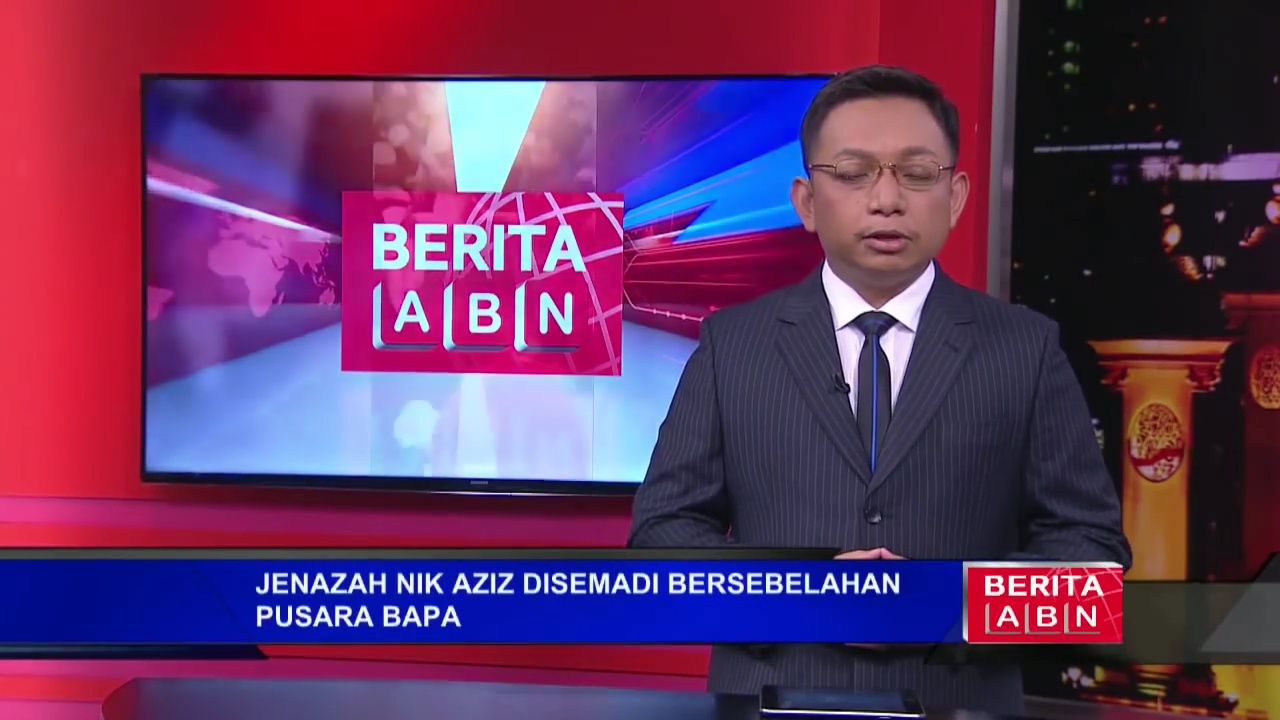 BERITA
ABN
JENAZAH NIK AZIZ DISEMADI BERSEBELAHAN
PUSARA BAPA
BERITA
ABN